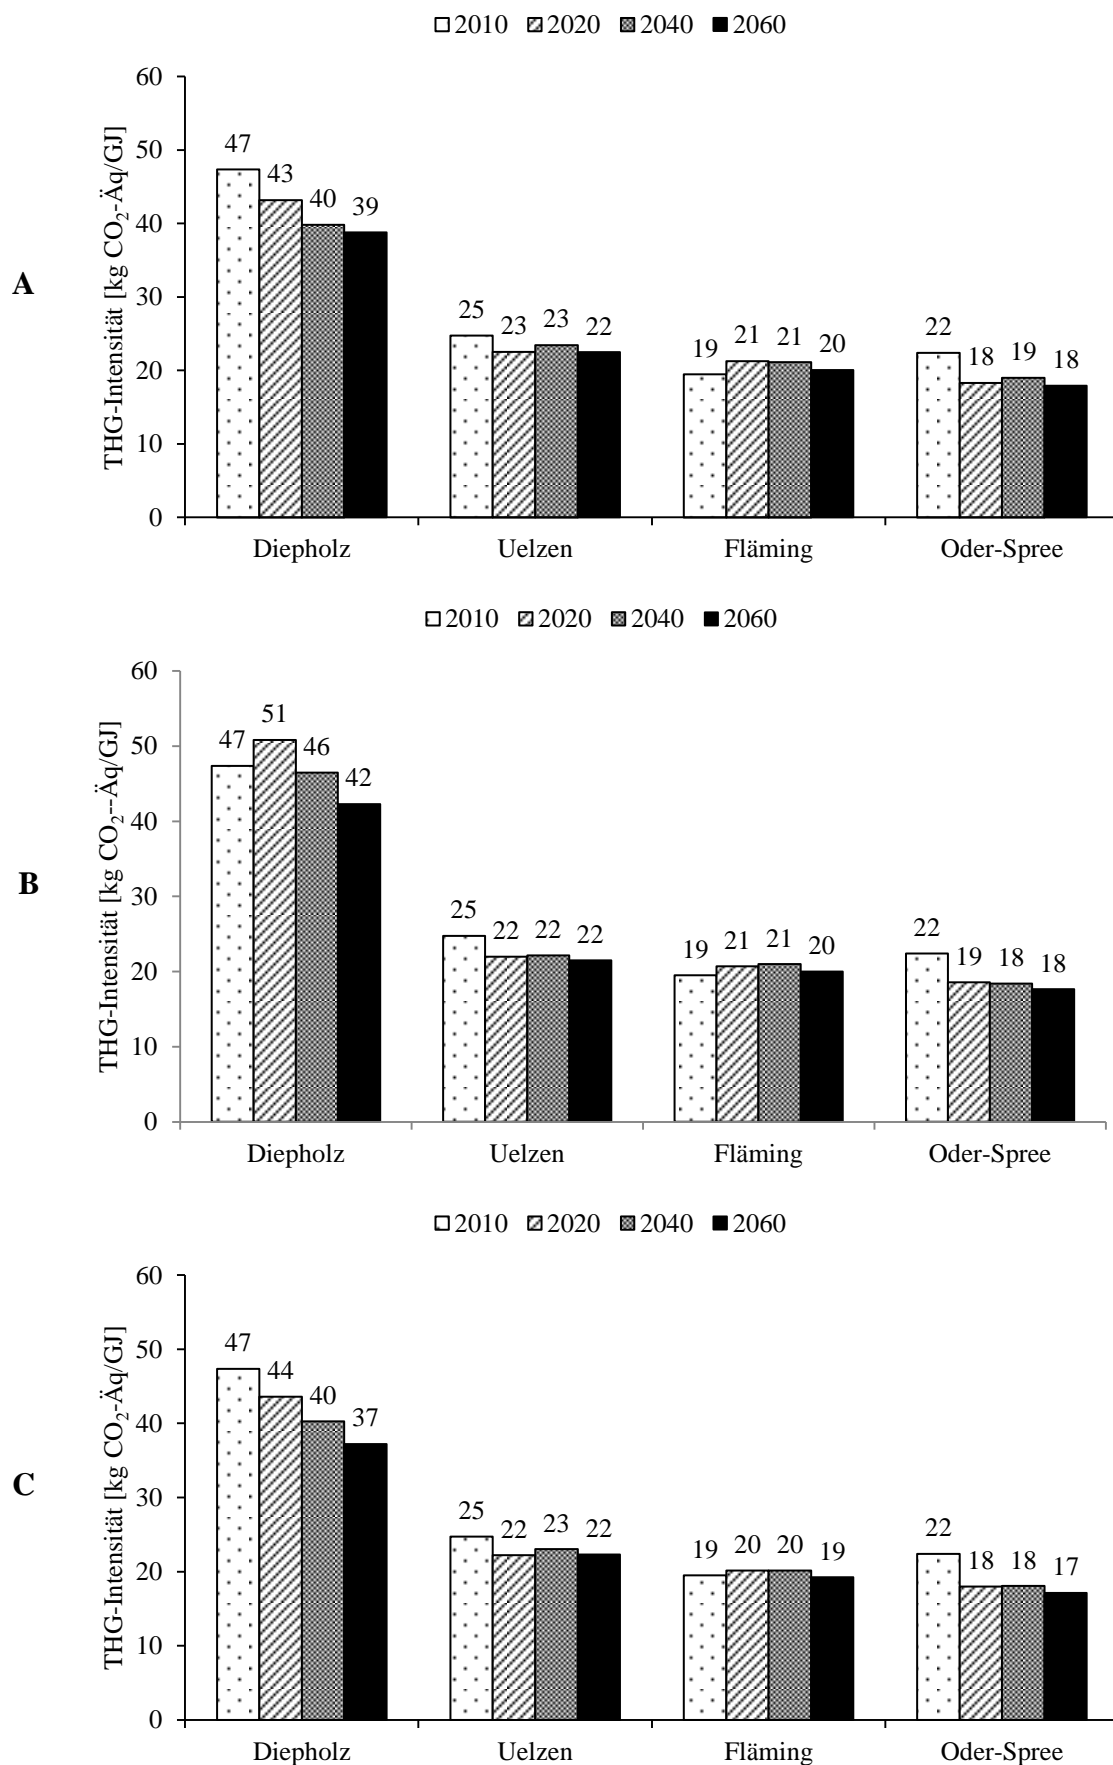 2010 2020 2040 2060
A
THG-Intensität [kg CO₂-Äq/GJ]
60
50
40
30
20
10
0
47 43 40 39
25 23 23 22
19 21 21 20
22 18 19 18
Diepholz Uelzen Fläming Oder-Spree
2010 2020 2040 2060
B
THG-Intensität [kg CO₂--Äq/GJ]
60
50
40
30
20
10
0
47 51 46 42
25 22 22 22
19 21 21 20
22 19 18 18
Diepholz Uelzen Fläming Oder-Spree
2010 2020 2040 2060
C
THG-Intensität [kg CO₂-Äq/GJ]
60
50
40
30
20
10
0
47 44 40 37
25 22 23 22
19 20 20 19
22 18 18 17
Diepholz Uelzen Fläming Oder-Spree